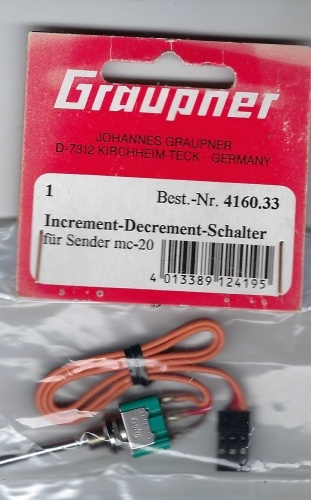 Graupner
JOHANNES GRAUPNER
D-7312 KIRCHHEIM-TECK · GERMANY
1 Best.-Nr. 4160.33
Increment-Decrement-Schalter
für Sender mc-20
4 013389 124195